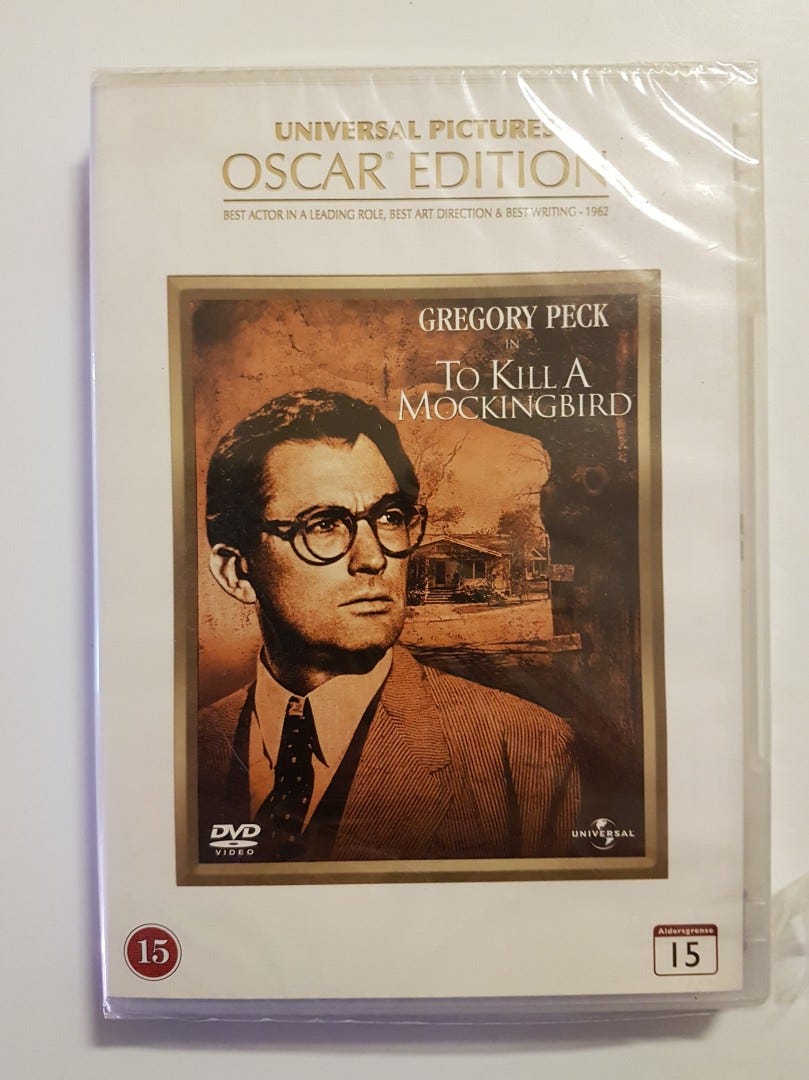 UNIVERSAL PICTURES
OSCAR® EDITION
BEST ACTOR IN A LEADING ROLE, BEST ART DIRECTION & BEST WRITING - 1962
GREGORY PECK
IN
TO KILL A
MOCKINGBIRD
DVD
VIDEO
UNIVERSAL
15
Aldersgrense
15